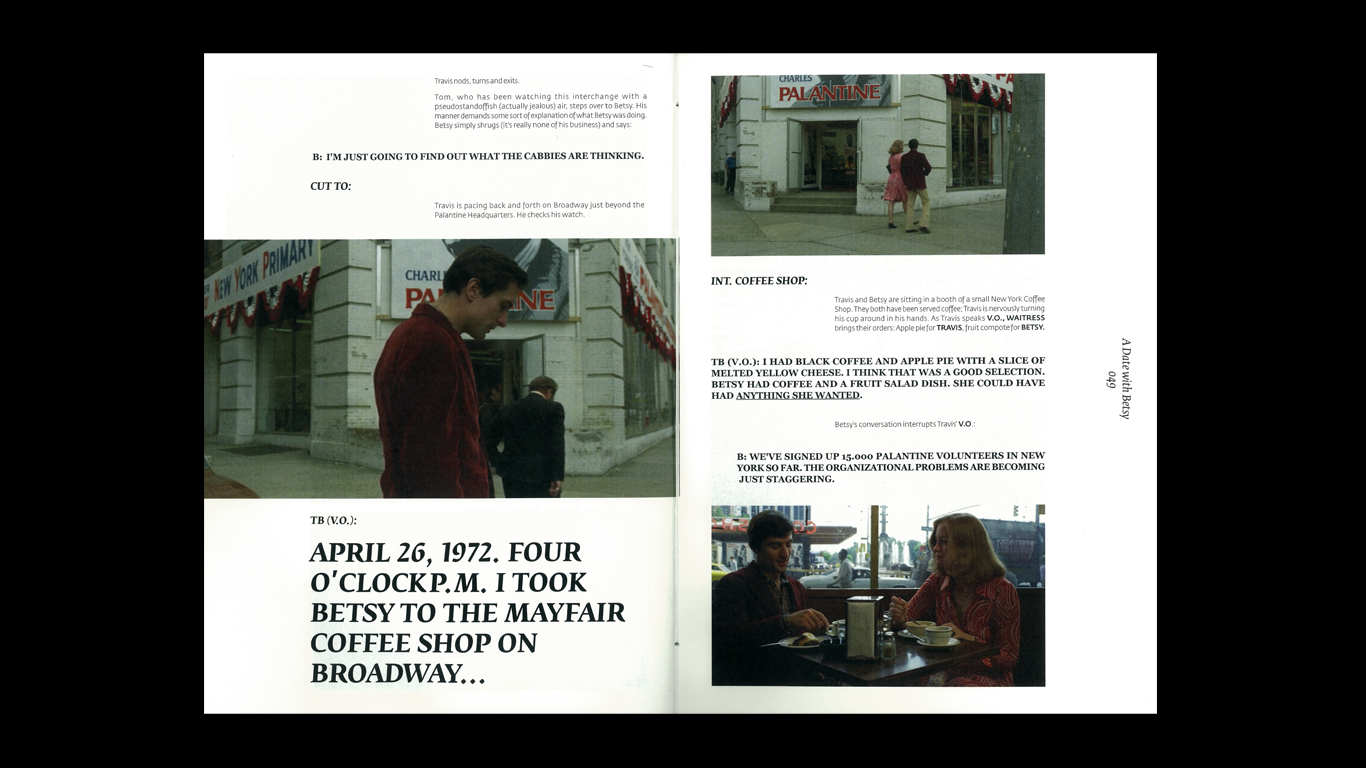 Travis nods, turns and exits.
Tom, who has been watching this interchange with a
pseudostandoffish (actually jealous) air, steps over to Betsy. His
manner demands some sort of explanation of what Betsy was doing.
Betsy simply shrugs (it's really none of his business) and says:
B: I'M JUST GOING TO FIND OUT WHAT THE CABBIES ARE THINKING.
CUT TO:
Travis is pacing back and forth on Broadway just beyond the
Palantine Headquarters. He checks his watch.
NEW YORK PRIMARY
CHARL
PA NE
TB (V.O.):
APRIL 26, 1972. FOUR
O'CLOCK P.M. I TOOK
BETSY TO THE MAYFAIR
COFFEE SHOP ON
BROADWAY...
CHARLES
PALANTINE
INT. COFFEE SHOP:
Travis and Betsy are sitting in a booth of a small New York Coffee
Shop. They both have been served coffee; Travis is nervously turning
his cup around in his hands. As Travis speaks V.O., WAITRESS
brings their orders: Apple pie for TRAVIS, fruit compote for BETSY.
TB (V.O.): I HAD BLACK COFFEE AND APPLE PIE WITH A SLICE OF
MELTED YELLOW CHEESE. I THINK THAT WAS A GOOD SELECTION.
BETSY HAD COFFEE AND A FRUIT SALAD DISH. SHE COULD HAVE
HAD ANYTHING SHE WANTED.
Betsy's conversation interrupts Travis' V.O.:
B: WE'VE SIGNED UP 15.000 PALANTINE VOLUNTEERS IN NEW
YORK SO FAR. THE ORGANIZATIONAL PROBLEMS ARE BECOMING
JUST STAGGERING.
A Date with Betsy
049